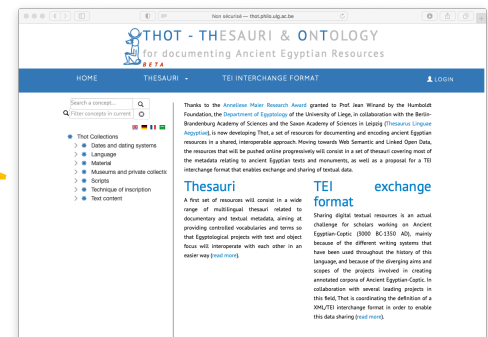 Non sécurisé — thot.philo.ulg.ac.be
THOT - THESAURI & ONTOLOGY
for documenting Ancient Egyptian Resources
BETA
HOME THESAURI TEI INTERCHANGE FORMAT LOGIN
Search a concept...
Filter concepts in current
Thot Collections
Dates and dating systems
Language
Material
Museums and private collectic
Scripts
Technique of inscription
Text content
Thanks to the Anneliese Maier Research Award granted to Prof. Jean Winand by the Humboldt
Foundation, the Department of Egyptology of the University of Liege, in collaboration with the Berlin-
Brandenburg Academy of Sciences and the Saxon Academy of Sciences in Leipzig (Thesaurus Linguae
Aegyptiae), is now developing Thot, a set of resources for documenting and encoding ancient Egyptian
resources in a shared, interoperable approach. Moving towards Web Semantic and Linked Open Data,
the resources that will be pushed online progressively will consist in a set of thesauri covering most of
the metadata relating to ancient Egyptian texts and monuments, as well as a proposal for a TEI
interchange format that enables exchange and sharing of textual data.
Thesauri
A first set of resources will consist in a wide
range of multilingual thesauri related to
documentary and textual metadata, aiming at
providing controlled vocabularies and terms so
that Egyptological projects with text and object
focus will interoperate with each other in an
easier way (read more).
TEI exchange
format
Sharing digital textual resources is an actual
challenge for scholars working on Ancient
Egyptian-Coptic (3000 BC-1350 AD), mainly
because of the different writing systems that
have been used throughout the history of this
language, and because of the diverging aims and
scopes of the projects involved in creating
annotated corpora of Ancient Egyptian-Coptic. In
collaboration with several leading projects in
this field, Thot is coordinating the definition of a
XML/TEI interchange format in order to enable
this data sharing (read more).